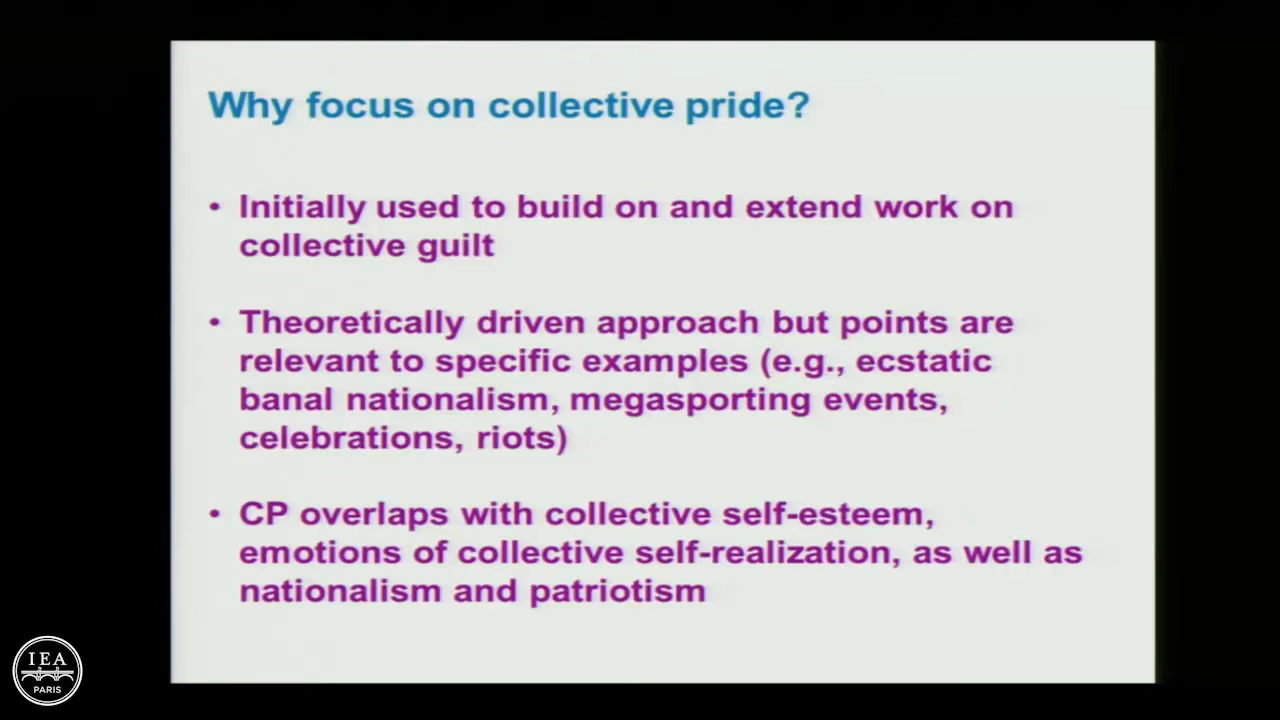 Why focus on collective pride?
• Initially used to build on and extend work on
collective guilt
• Theoretically driven approach but points are
relevant to specific examples (e.g., ecstatic
banal nationalism, megasporting events,
celebrations, riots)
• CP overlaps with collective self-esteem,
emotions of collective self-realization, as well as
nationalism and patriotism
IEA
PARIS